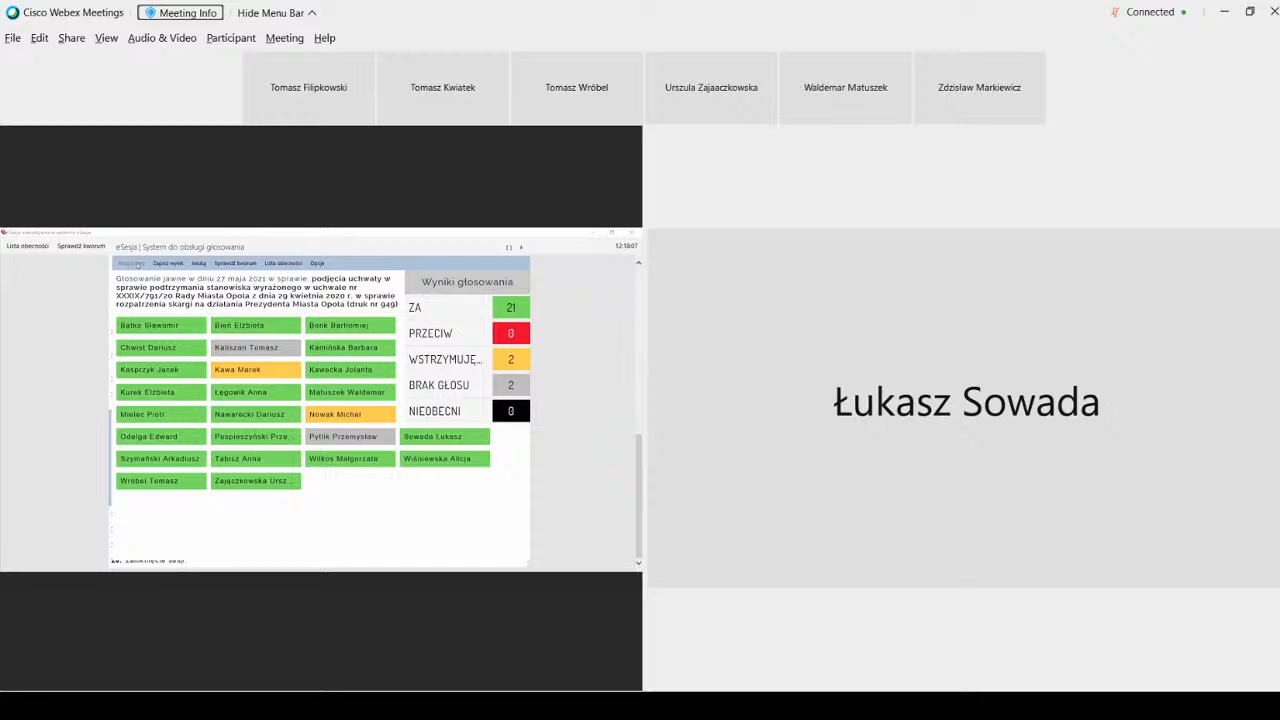 Cisco Webex Meetings Meeting Info Hide Menu Bar Connected
File Edit Share View Audio & Video Participant Meeting Help
Tomasz Filipkowski Tomasz Kwiatek Tomasz Wróbel Urszula Zajaaczkowska Waldemar Matuszek Zdzisław Markiewicz
Lista obecności Sprawdź kworum eSesja | System do obsługi głosowania 12:18:07
Zapisz wynik Anuluj Sprawdź kworum Lista obecności Opcje
Głosowanie jawne w dniu 27 maja 2021 w sprawie: podjęcia uchwały w
sprawie podtrzymania stanowiska wyrażonego w uchwale nr
XXXIX/791/20 Rady Miasta Opola z dnia 29 kwietnia 2020 r. w sprawie
rozpatrzenia skargi na działania Prezydenta Miasta Opola (druk nr 949)
Wyniki głosowania
ZA 21
PRZECIW 0
WSTRZYMUJĘ... 2
BRAK GŁOSU 2
NIEOBECNI 0
Batko Sławomir Bień Elżbieta Bonk Bartłomiej
Chwist Dariusz Kaliszan Tomasz Kamińska Barbara
Kasprzyk Jacek Kawa Marek Kawecka Jolanta
Kurek Elżbieta Łęgowik Anna Matuszek Waldemar
Mielec Piotr Nawarecki Dariusz Nowak Michał
Odelga Edward Pospieszyński Prze... Pytlik Przemysław Sowada Łukasz
Szymański Arkadiusz Tabisz Anna Wilkos Małgorzata Wiśniewska Alicja
Wróbel Tomasz Zajączkowska Ursz...
Zamknięcie sesji.
Łukasz Sowada